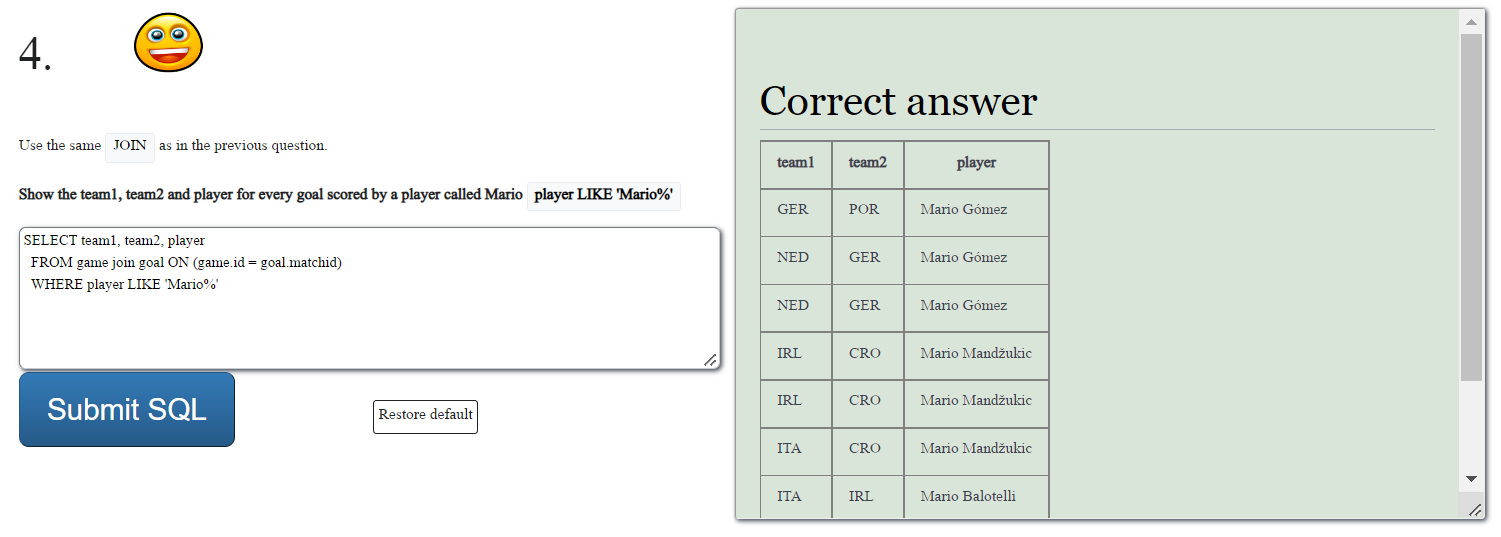 4.
Use the same JOIN as in the previous question.
Show the team1, team2 and player for every goal scored by a player called Mario player LIKE 'Mario%'
SELECT team1, team2, player
FROM game join goal ON (game.id = goal.matchid)
WHERE player LIKE 'Mario%'
Submit SQL
Restore default
Correct answer
team1 team2 player
GER POR Mario Gómez
NED GER Mario Gómez
NED GER Mario Gómez
IRL CRO Mario Mandžukic
IRL CRO Mario Mandžukic
ITA CRO Mario Mandžukic
ITA IRL Mario Balotelli